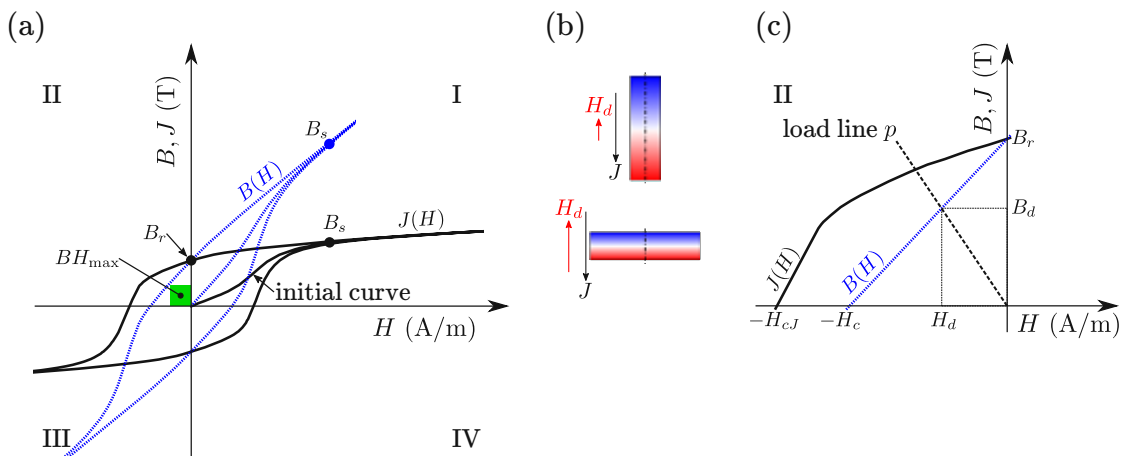 (a)
B, J (T)
II
I
B_s
B(H)
B_s
J(H)
B_r
BH_max
initial curve
H (A/m)
III
IV
(b)
H_d
J
H_d
J
(c)
B, J (T)
II
load line p
B_r
B_d
J(H)
B(H)
−H_cJ
−H_c
H_d
H (A/m)